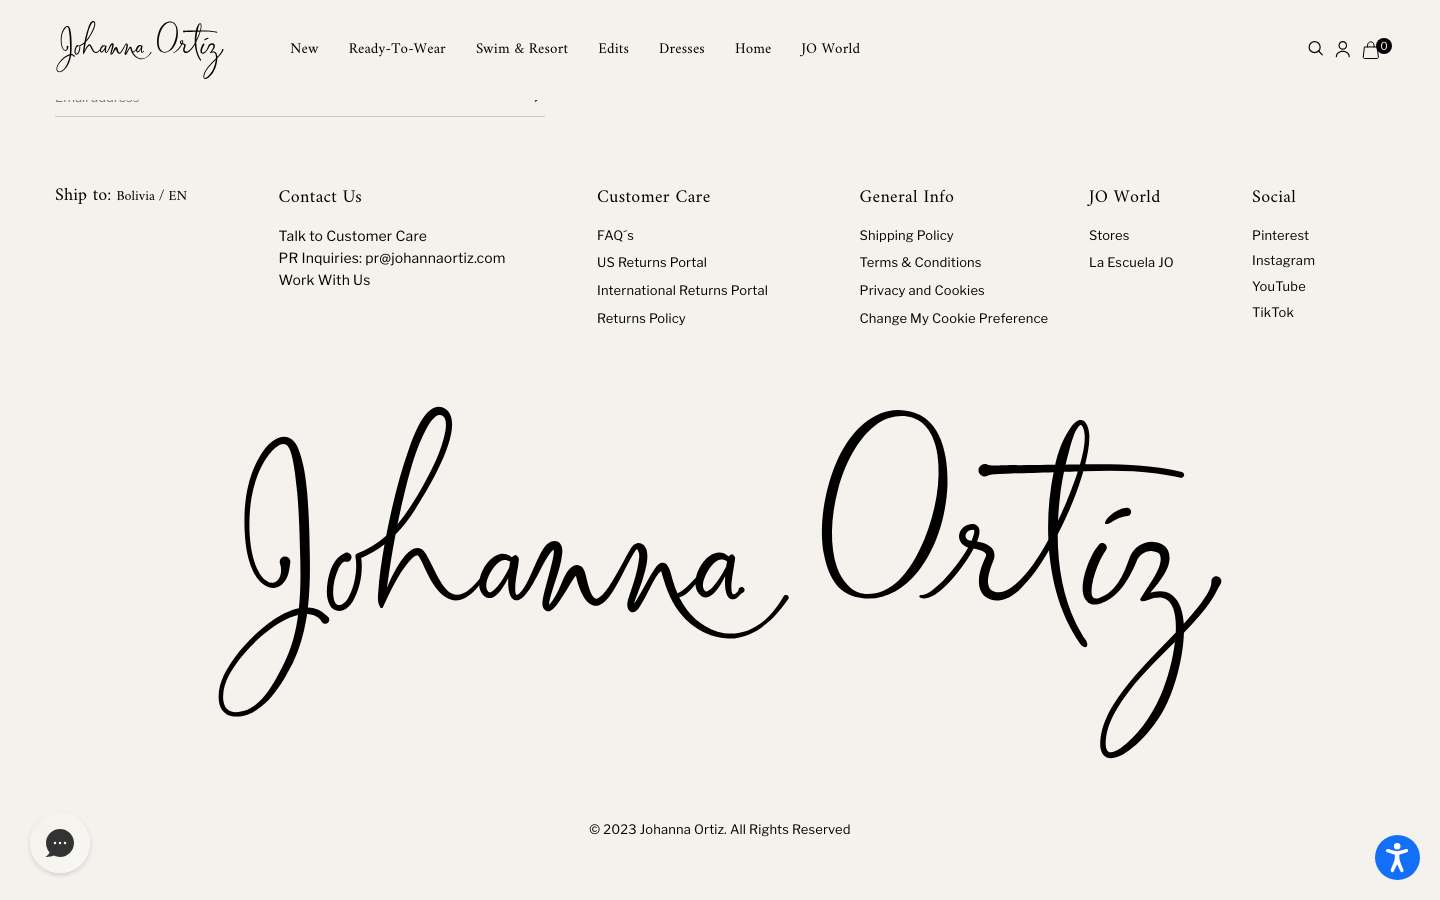 Johanna Ortiz
New Ready-To-Wear Swim & Resort Edits Dresses Home JO World
0
Email address
Ship to: Bolivia / EN
Contact Us
Talk to Customer Care
PR Inquiries: pr@johannaortiz.com
Work With Us
Customer Care
FAQ´s
US Returns Portal
International Returns Portal
Returns Policy
General Info
Shipping Policy
Terms & Conditions
Privacy and Cookies
Change My Cookie Preference
JO World
Stores
La Escuela JO
Social
Pinterest
Instagram
YouTube
TikTok
Johanna Ortíz
© 2023 Johanna Ortiz. All Rights Reserved